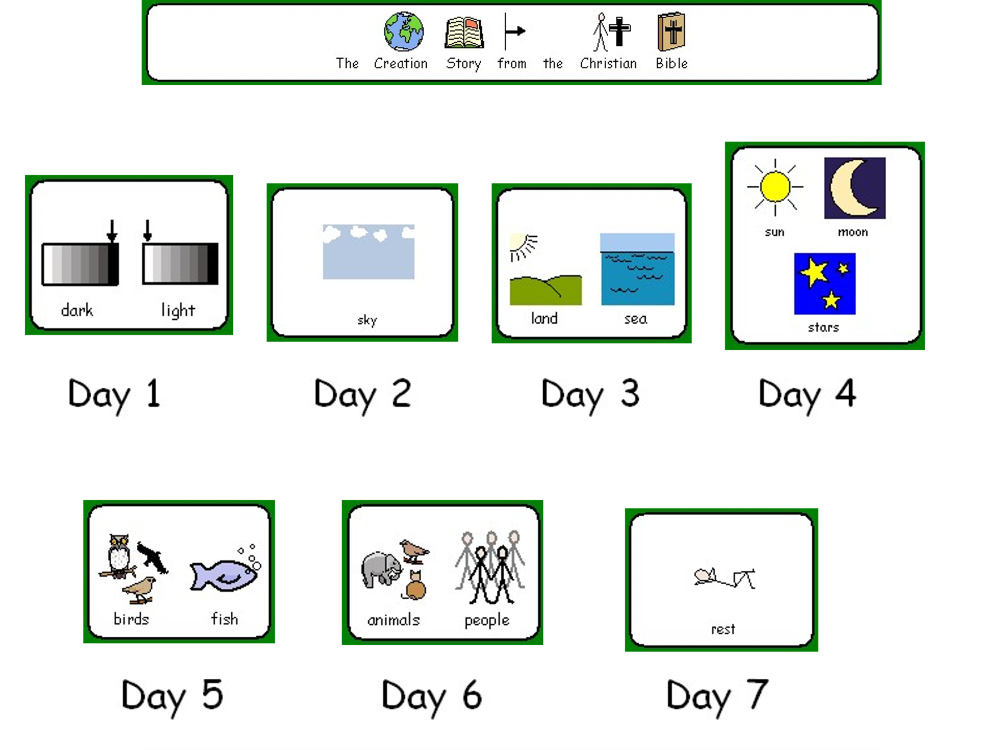 The Creation Story from the Christian Bible
dark light
sky
land sea
sun moon
stars
Day 1 Day 2 Day 3 Day 4
birds fish
animals people
rest
Day 5 Day 6 Day 7